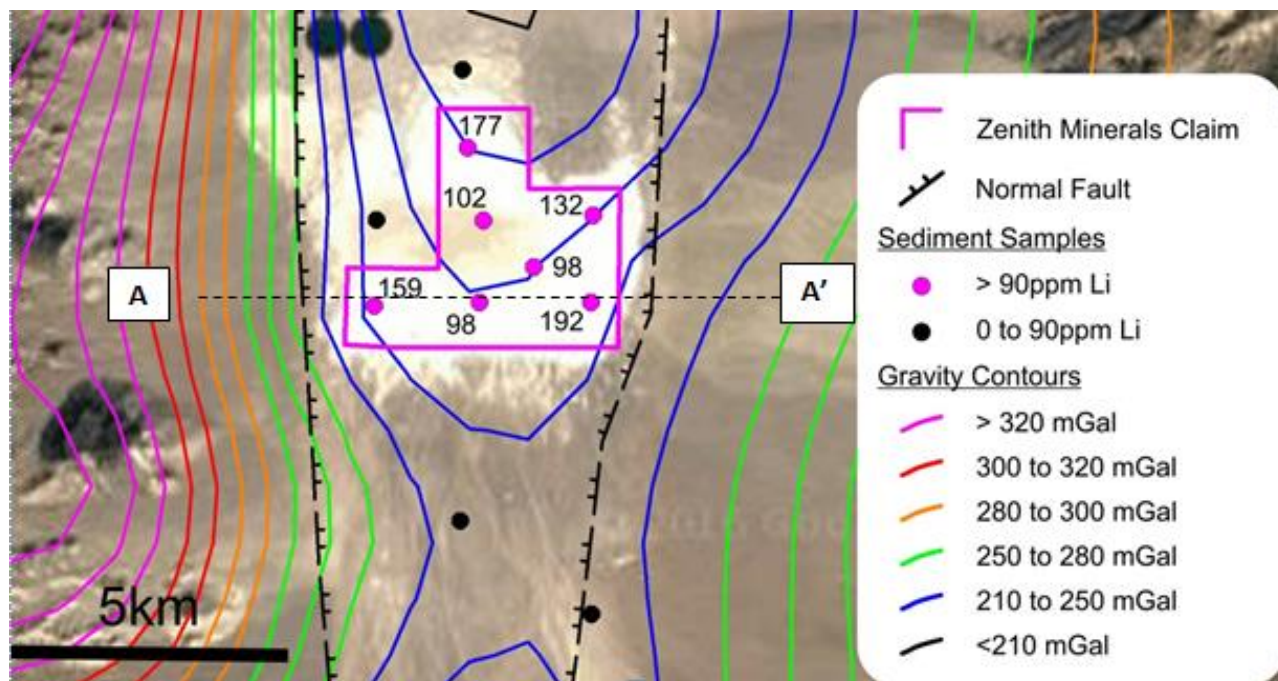 177
102
132
98
159
98
192
A
A’
5km
Zenith Minerals Claim
Normal Fault
Sediment Samples
> 90ppm Li
0 to 90ppm Li
Gravity Contours
> 320 mGal
300 to 320 mGal
280 to 300 mGal
250 to 280 mGal
210 to 250 mGal
<210 mGal